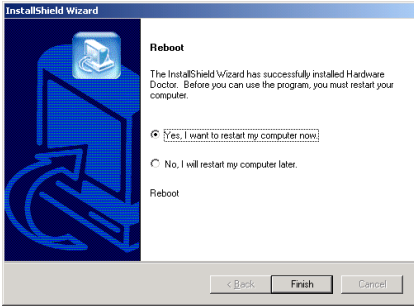 InstallShield Wizard
Reboot
The InstallShield Wizard has successfully installed Hardware
Doctor. Before you can use the program, you must restart your
computer.
Yes, I want to restart my computer now.
No, I will restart my computer later.
Reboot
< Back
Finish
Cancel